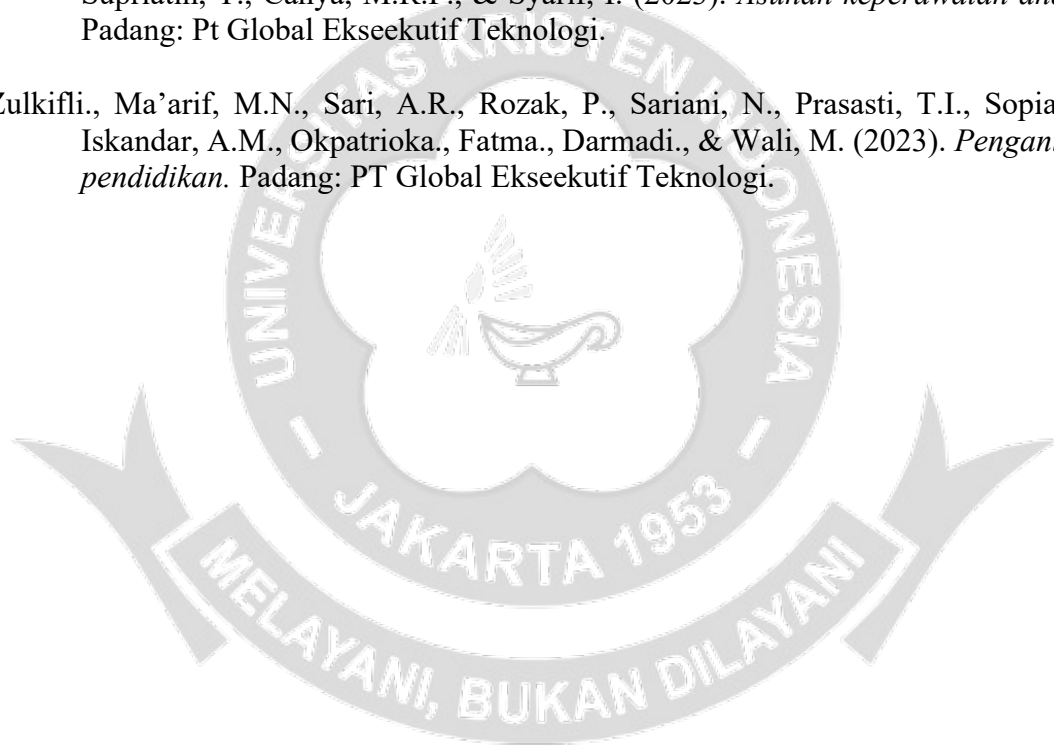 Padang: Pt Global Ekseekutif Teknologi.
Zulkifli., Ma’arif, M.N., Sari, A.R., Rozak, P., Sariani, N., Prasasti, T.I.,
Iskandar, A.M., Okpatrioka., Fatma., Darmadi., & Wali, M. (2023).
pendidikan. Padang: PT Global Ekseekutif Teknologi.
UNIVERSITAS KRISTEN INDONESIA
- JAKARTA 1953 -
MELAYANI, BUKAN DILAYANI